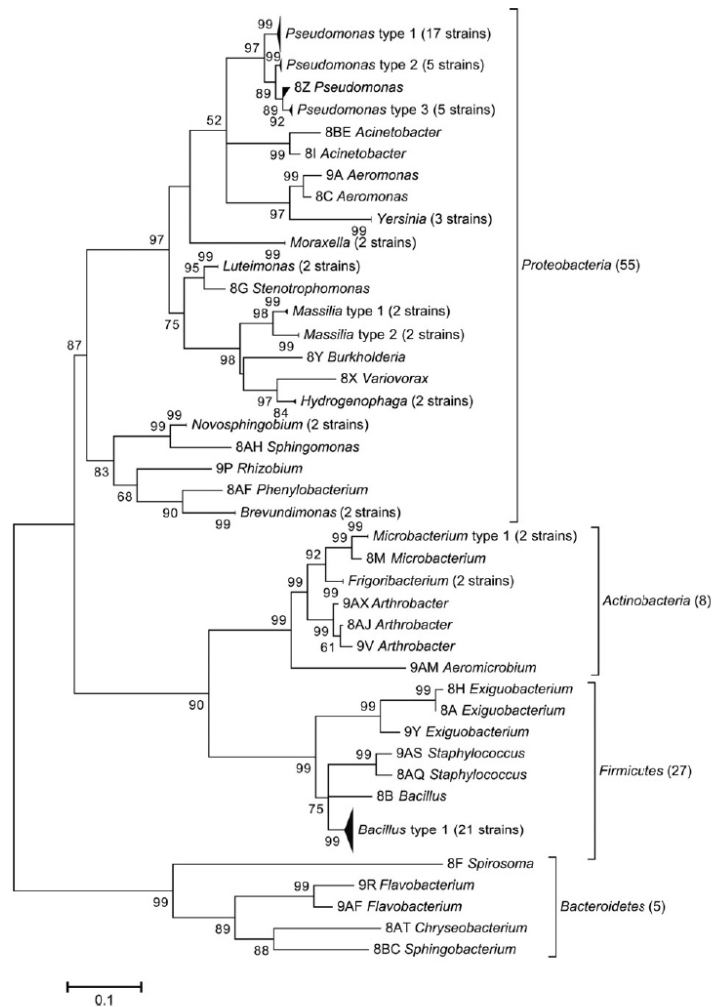 99
Pseudomonas type 1 (17 strains)
97
99
Pseudomonas type 2 (5 strains)
8Z Pseudomonas
89
89
Pseudomonas type 3 (5 strains)
92
52
8BE Acinetobacter
99
8I Acinetobacter
99
9A Aeromonas
8C Aeromonas
97
Yersinia (3 strains)
99
97
Moraxella (2 strains)
99
Proteobacteria (55)
99
95
Luteimonas (2 strains)
8G Stenotrophomonas
75
99
98
Massilia type 1 (2 strains)
Massilia type 2 (2 strains)
99
87
98
8Y Burkholderia
8X Variovorax
97
Hydrogenophaga (2 strains)
84
99
99
Novosphingobium (2 strains)
8AH Sphingomonas
83
9P Rhizobium
68
8AF Phenylobacterium
90
Brevundimonas (2 strains)
99
99
99
Microbacterium type 1 (2 strains)
92
8M Microbacterium
99
Frigoribacterium (2 strains)
99
9AX Arthrobacter
Actinobacteria (8)
99
99
8AJ Arthrobacter
61
9V Arthrobacter
9AM Aeromicrobium
90
99
8H Exiguobacterium
8A Exiguobacterium
9Y Exiguobacterium
99
99
9AS Staphylococcus
Firmicutes (27)
8AQ Staphylococcus
75
8B Bacillus
Bacillus type 1 (21 strains)
99
8F Spirosoma
99
99
9R Flavobacterium
9AF Flavobacterium
Bacteroidetes (5)
89
8AT Chryseobacterium
88
8BC Sphingobacterium
0.1